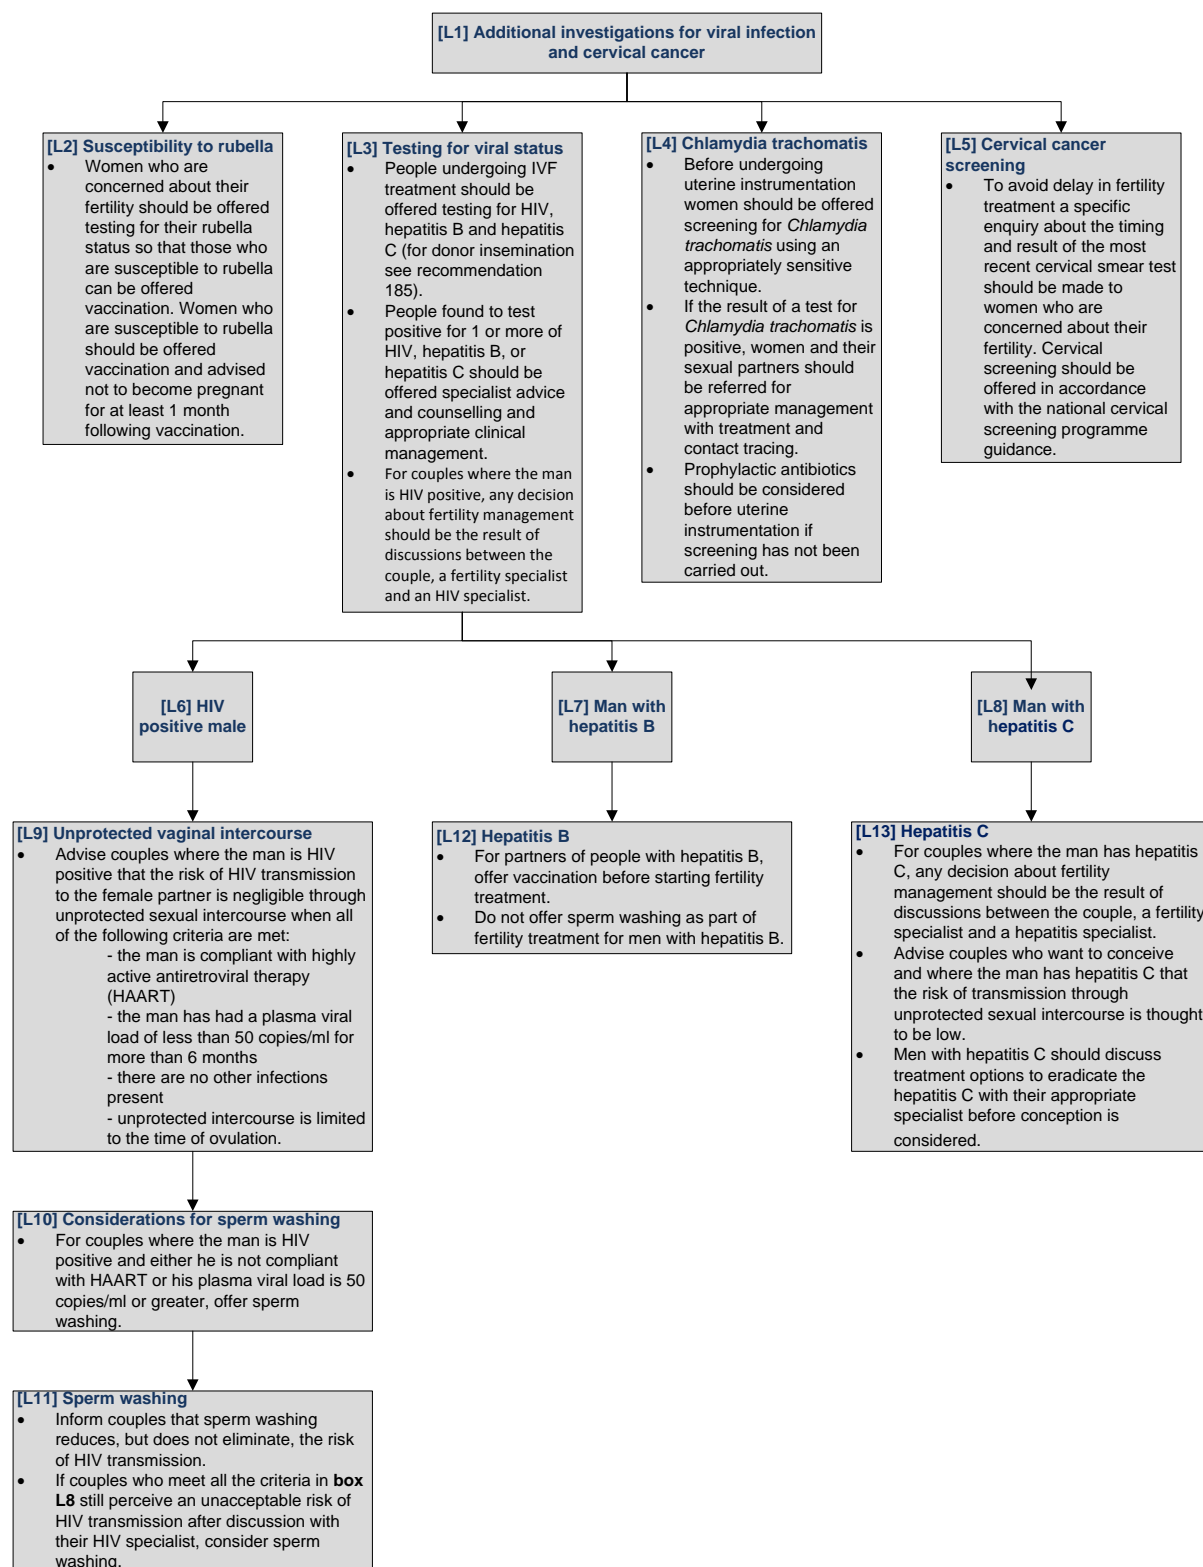 [L1] Additional investigations for viral infection
and cervical cancer
[L2] Susceptibility to rubella
• Women who are
concerned about their
fertility should be offered
testing for their rubella
status so that those who
are susceptible to rubella
can be offered
vaccination. Women who
are susceptible to rubella
should be offered
vaccination and advised
not to become pregnant
for at least 1 month
following vaccination.
[L3] Testing for viral status
• People undergoing IVF
treatment should be
offered testing for HIV,
hepatitis B and hepatitis
C (for donor insemination
see recommendation
185).
• People found to test
positive for 1 or more of
HIV, hepatitis B, or
hepatitis C should be
offered specialist advice
and counselling and
appropriate clinical
management.
• For couples where the man
is HIV positive, any decision
about fertility management
should be the result of
discussions between the
couple, a fertility specialist
and an HIV specialist.
[L4] Chlamydia trachomatis
• Before undergoing
uterine instrumentation
women should be offered
screening for Chlamydia
trachomatis using an
appropriately sensitive
technique.
• If the result of a test for
Chlamydia trachomatis is
positive, women and their
sexual partners should
be referred for
appropriate management
with treatment and
contact tracing.
• Prophylactic antibiotics
should be considered
before uterine
instrumentation if
screening has not been
carried out.
[L5] Cervical cancer
screening
• To avoid delay in fertility
treatment a specific
enquiry about the timing
and result of the most
recent cervical smear test
should be made to
women who are
concerned about their
fertility. Cervical
screening should be
offered in accordance
with the national cervical
screening programme
guidance.
[L6] HIV
positive male
[L7] Man with
hepatitis B
[L8] Man with
hepatitis C
[L9] Unprotected vaginal intercourse
• Advise couples where the man is HIV
positive that the risk of HIV transmission
to the female partner is negligible through
unprotected sexual intercourse when all
of the following criteria are met:
- the man is compliant with highly
active antiretroviral therapy
(HAART)
- the man has had a plasma viral
load of less than 50 copies/ml for
more than 6 months
- there are no other infections
present
- unprotected intercourse is limited
to the time of ovulation.
[L12] Hepatitis B
• For partners of people with hepatitis B,
offer vaccination before starting fertility
treatment.
• Do not offer sperm washing as part of
fertility treatment for men with hepatitis B.
[L13] Hepatitis C
• For couples where the man has hepatitis
C, any decision about fertility
management should be the result of
discussions between the couple, a fertility
specialist and a hepatitis specialist.
• Advise couples who want to conceive
and where the man has hepatitis C that
the risk of transmission through
unprotected sexual intercourse is thought
to be low.
• Men with hepatitis C should discuss
treatment options to eradicate the
hepatitis C with their appropriate
specialist before conception is
considered.
[L10] Considerations for sperm washing
• For couples where the man is HIV
positive and either he is not compliant
with HAART or his plasma viral load is 50
copies/ml or greater, offer sperm
washing.
[L11] Sperm washing
• Inform couples that sperm washing
reduces, but does not eliminate, the risk
of HIV transmission.
• If couples who meet all the criteria in box
L8 still perceive an unacceptable risk of
HIV transmission after discussion with
their HIV specialist, consider sperm
washing.